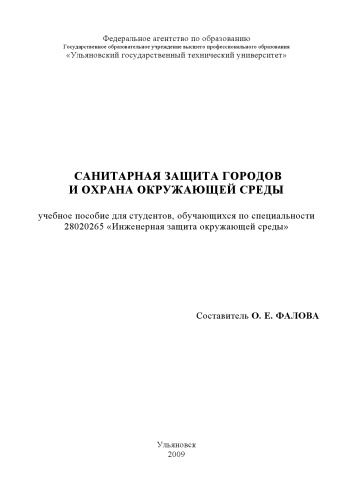 Федеральное агентство по образованию
Государственное образовательное учреждение высшего профессионального образования
«Ульяновский государственный технический университет»
САНИТАРНАЯ ЗАЩИТА ГОРОДОВ
И ОХРАНА ОКРУЖАЮЩЕЙ СРЕДЫ
учебное пособие для студентов, обучающихся по специальности
28020265 «Инженерная защита окружающей среды»
Составитель О. Е. ФАЛОВА
Ульяновск
2009